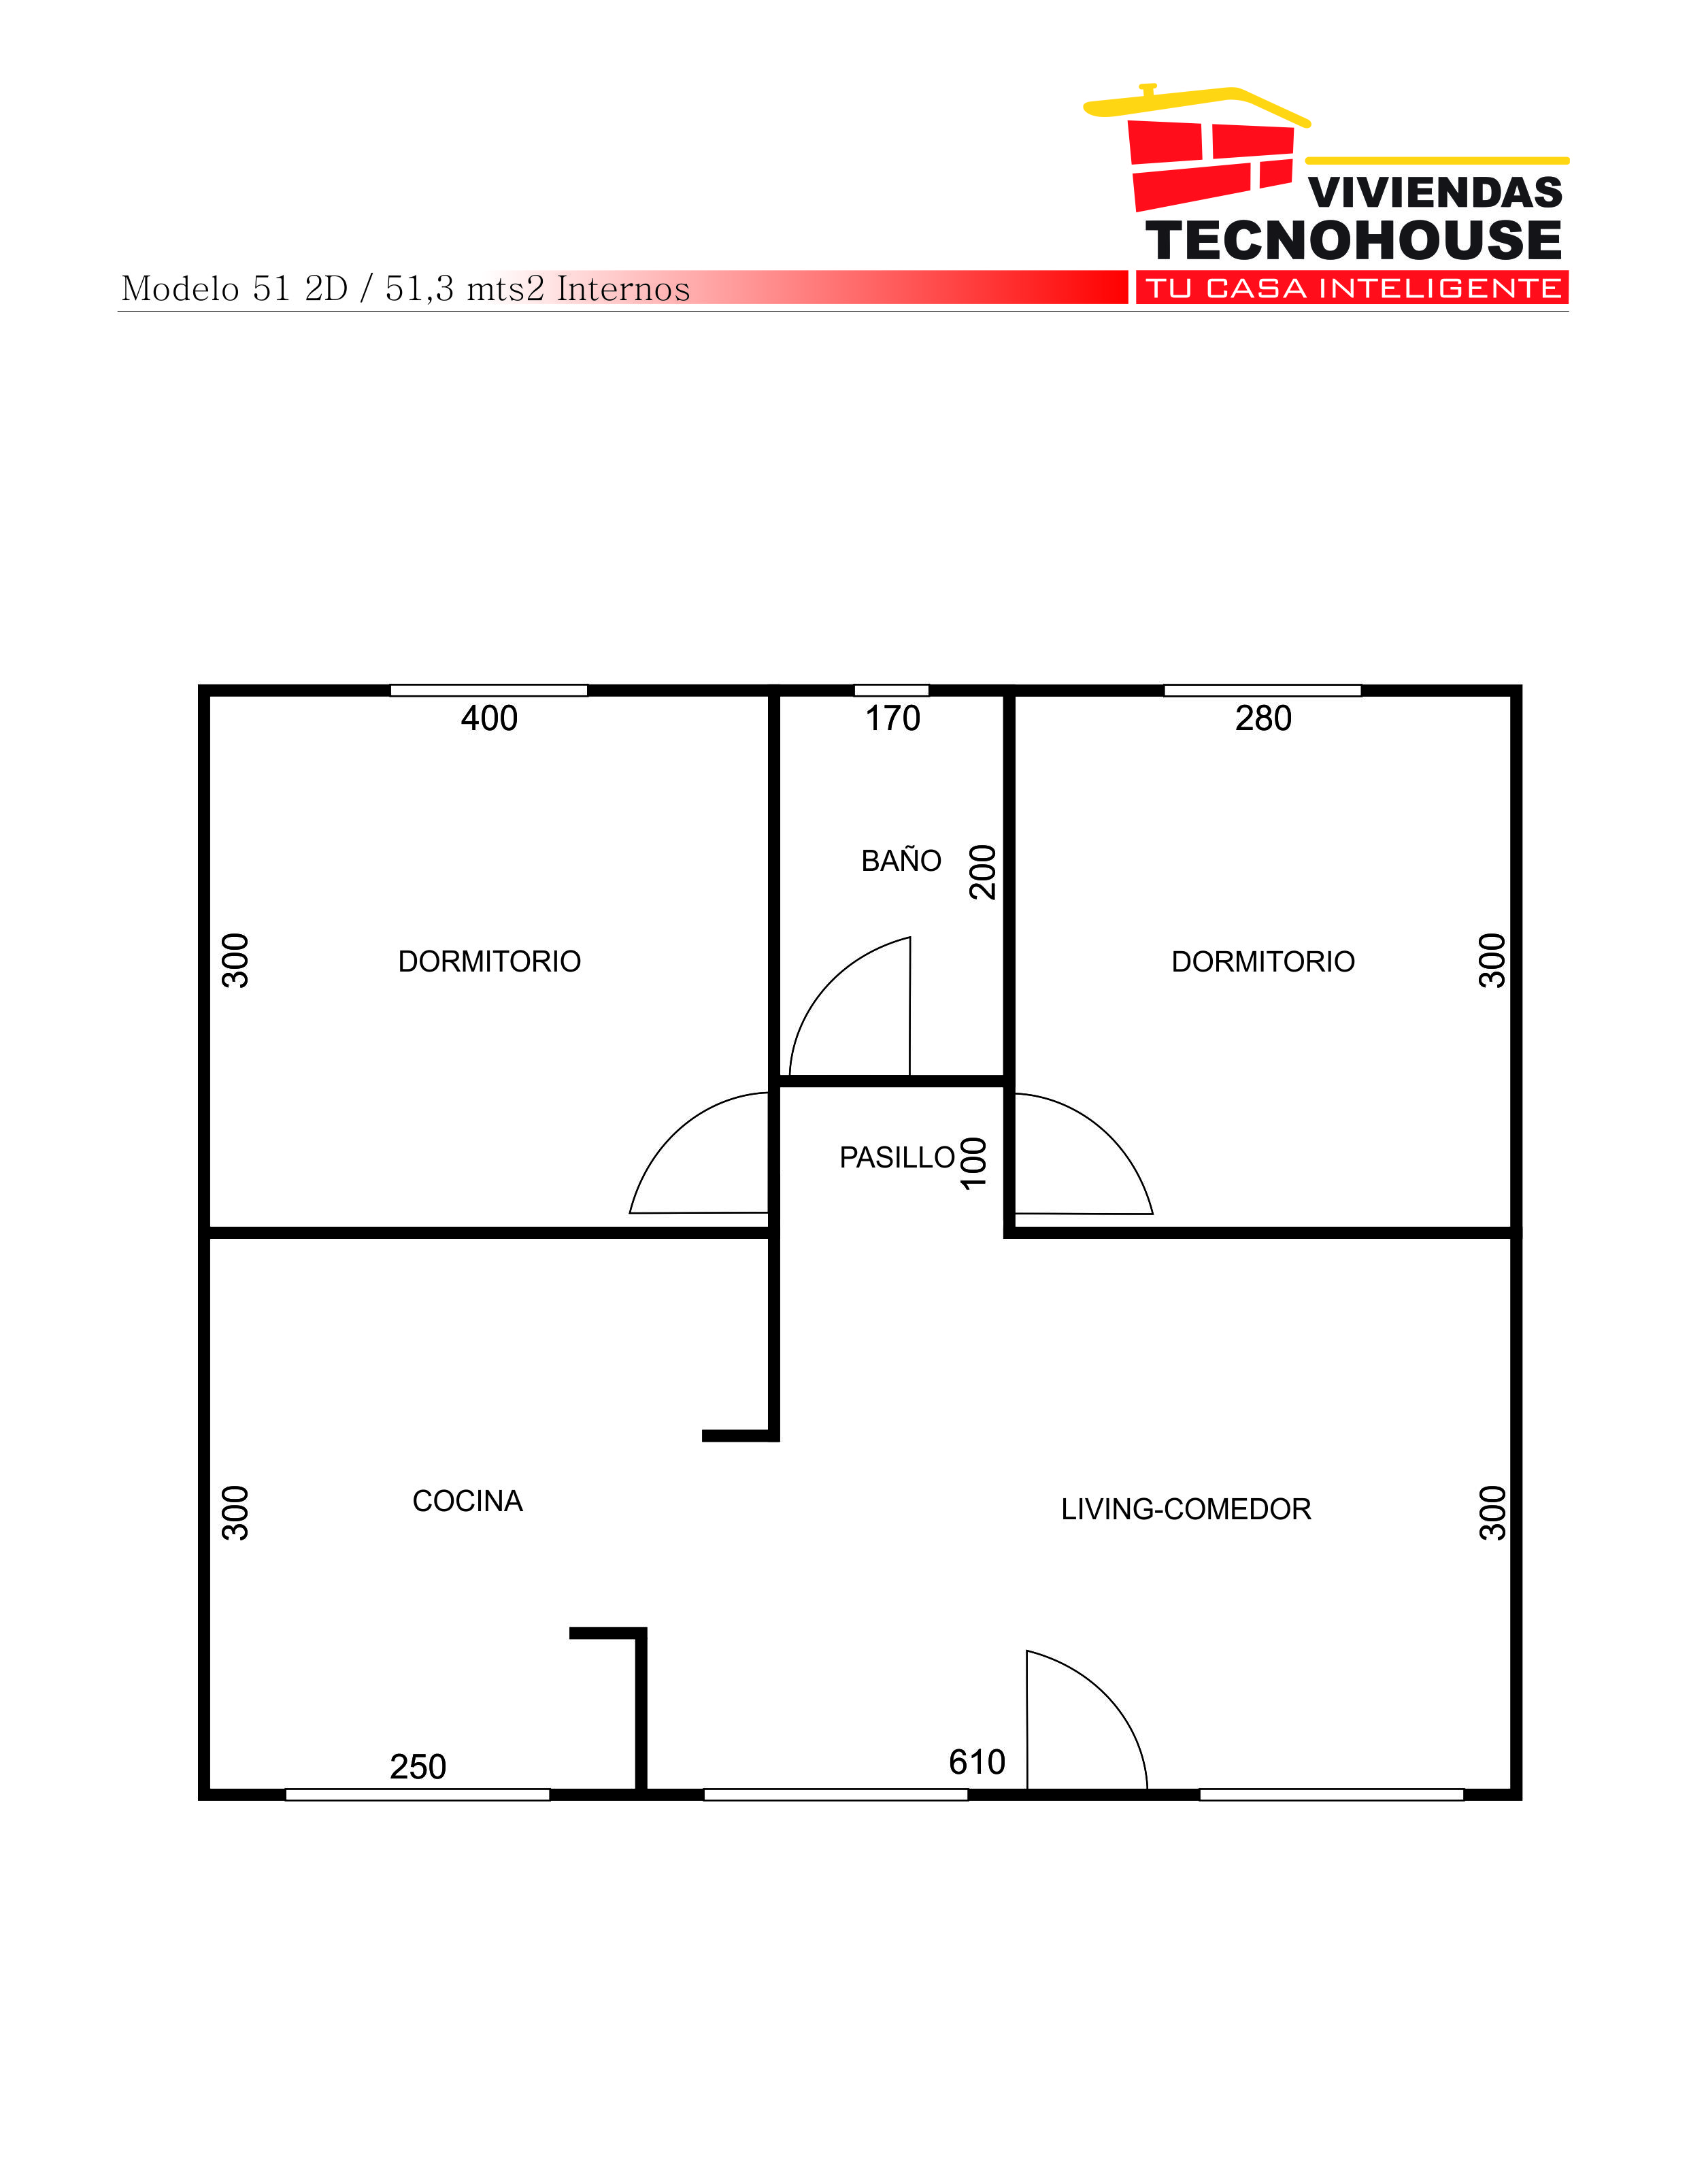 VIVIENDAS
TECNOHOUSE
Modelo 51 2D / 51,3 mts2 Internos
TU CASA INTELIGENTE
400
170
280
BAÑO
200
300
DORMITORIO
DORMITORIO
300
PASILLO
100
300
COCINA
LIVING-COMEDOR
300
250
610